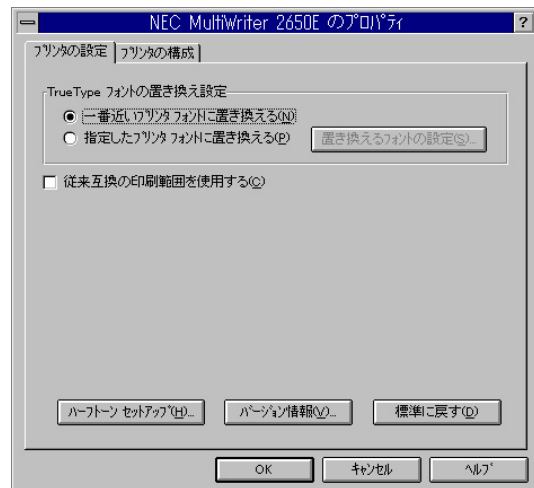 NEC MultiWriter 2650E のﾌﾟﾛﾊﾟﾃｨ
?
ﾌﾟﾘﾝﾀの設定
ﾌﾟﾘﾝﾀの構成
TrueType ﾌｫﾝﾄの置き換え設定
一番近いﾌﾟﾘﾝﾀ ﾌｫﾝﾄに置き換える(N)
指定したﾌﾟﾘﾝﾀ ﾌｫﾝﾄに置き換える(P)
置き換えるﾌｫﾝﾄの設定(S)...
従来互換の印刷範囲を使用する(C)
ﾊｰﾌﾄｰﾝ ｾｯﾄｱｯﾌﾟ(H)...
ﾊﾞｰｼﾞｮﾝ情報(V)...
標準に戻す(D)
OK
ｷｬﾝｾﾙ
ﾍﾙﾌﾟ